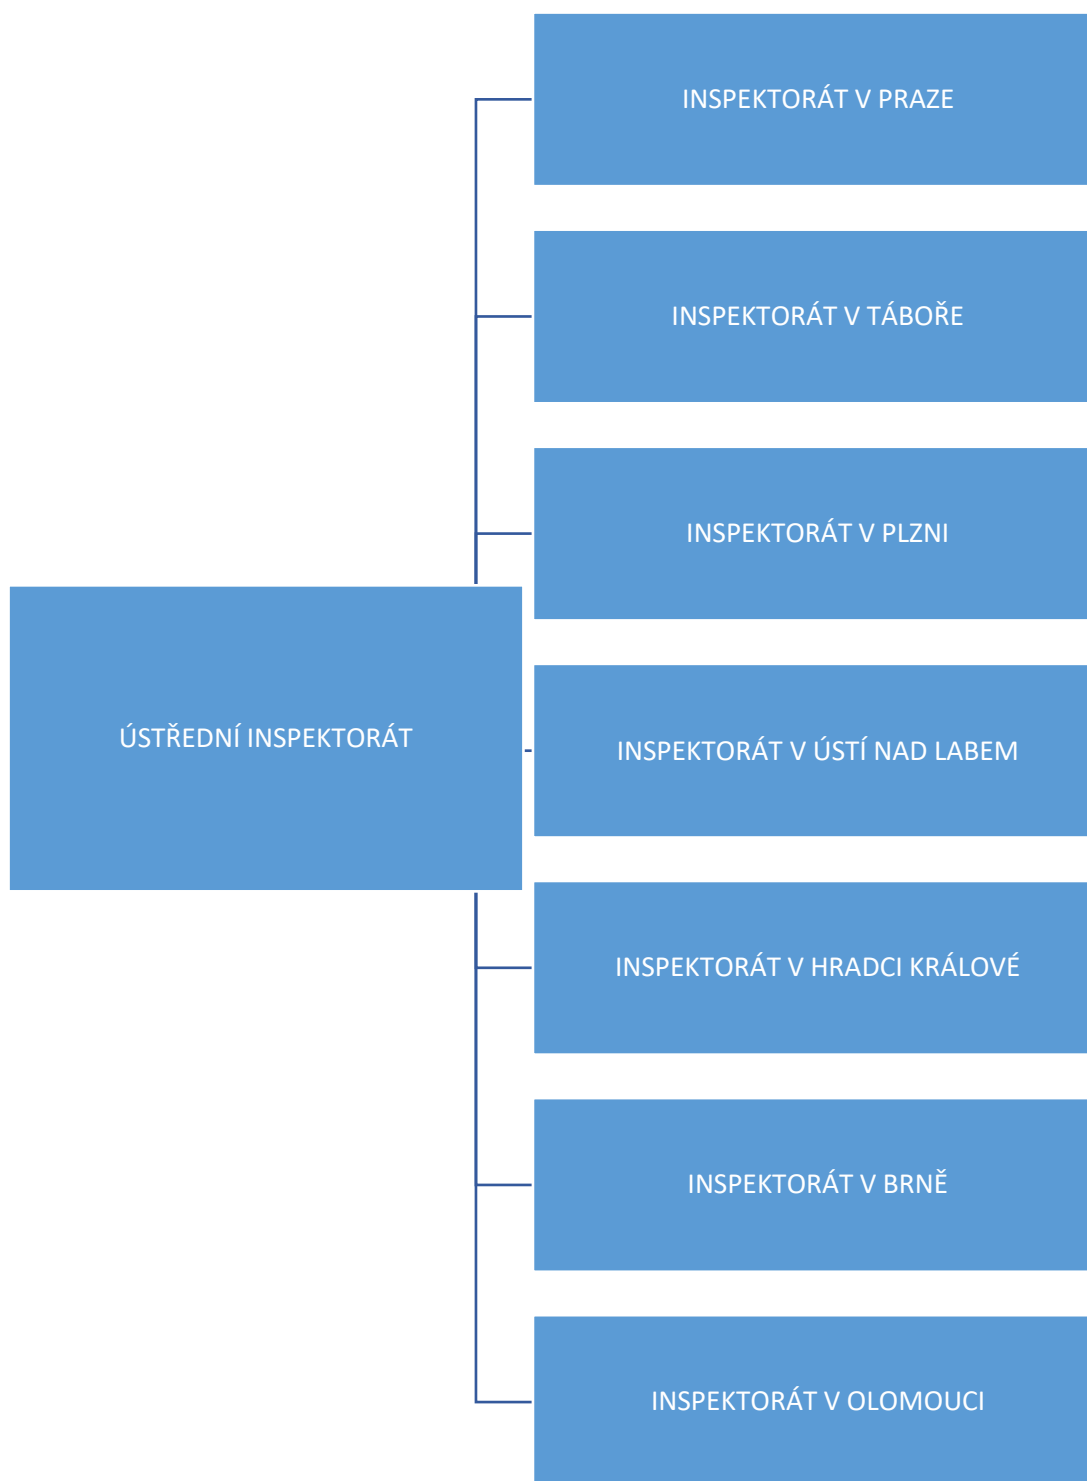 INSPEKTORÁT V PRAZE
INSPEKTORÁT V TÁBOŘE
INSPEKTORÁT V PLZNI
ÚSTŘEDNÍ INSPEKTORÁT
INSPEKTORÁT V ÚSTÍ NAD LABEM
INSPEKTORÁT V HRADCI KRÁLOVÉ
INSPEKTORÁT V BRNĚ
INSPEKTORÁT V OLOMOUCI